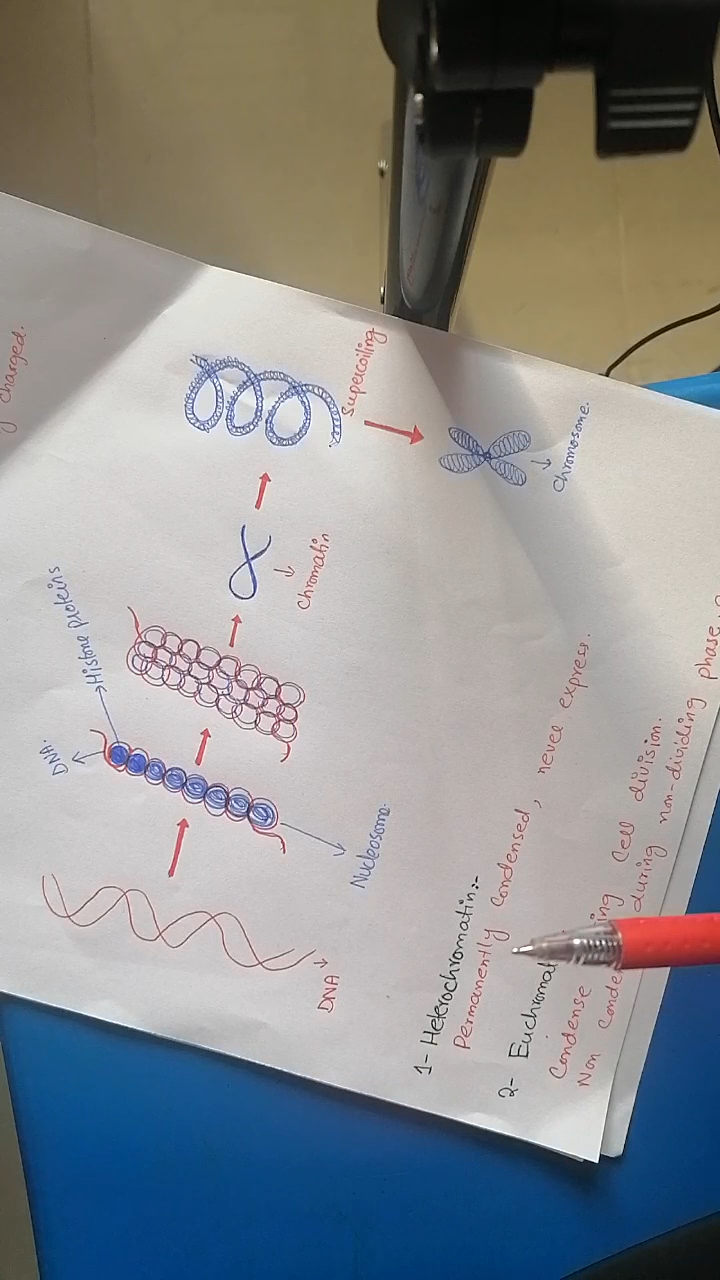 y charged.
DNA.
Histone proteins
DNA
Nucleosome.
Chromatin
Supercoiling
Chromosome.
1- Heterochromatin:-
Permanently condensed, never express.
2- Euchromat
Condense ing cell division.
Non conde during non-dividing phase.